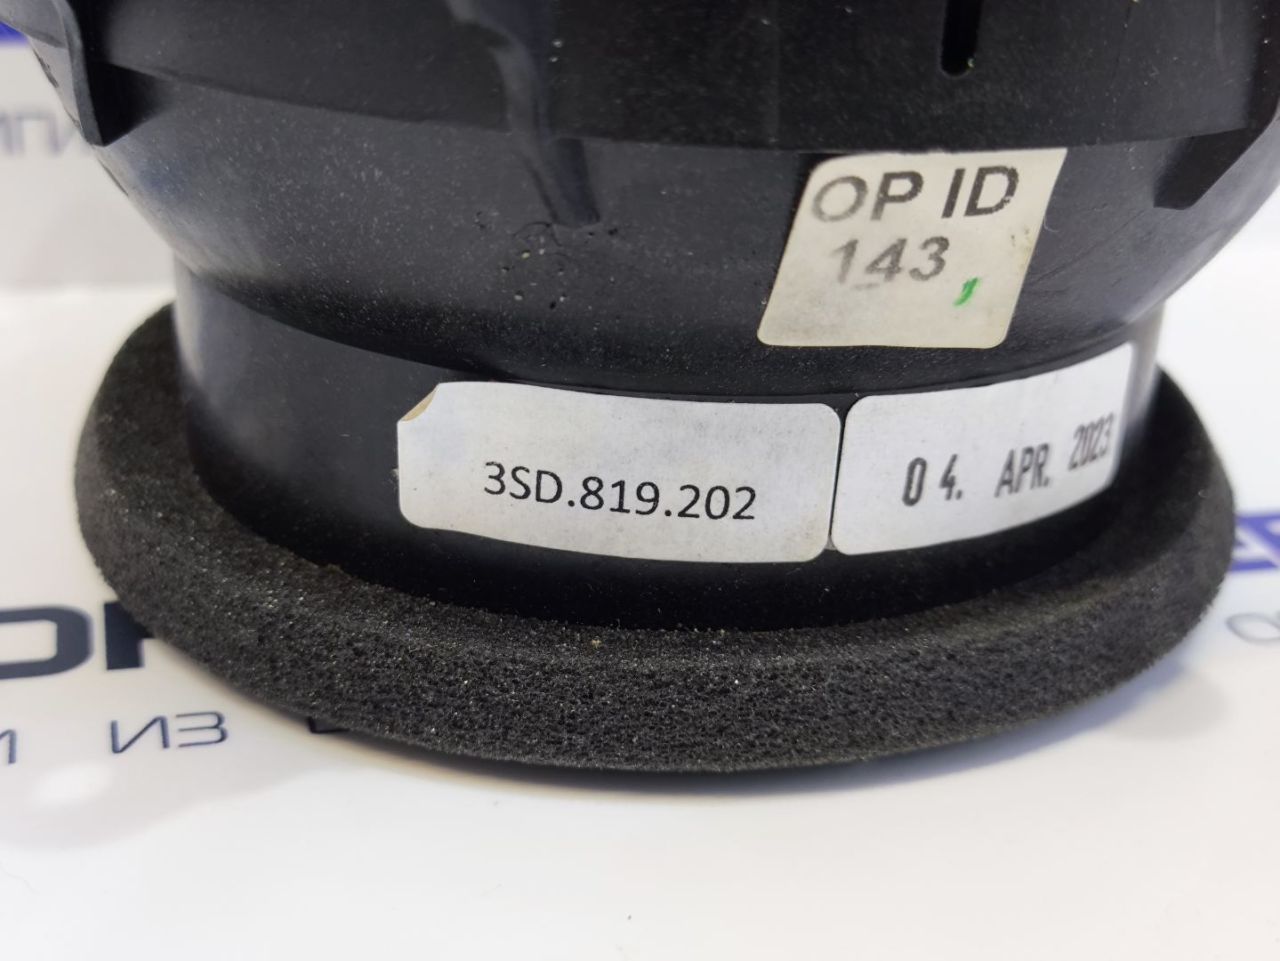 OP ID
143
3SD.819.202
04. APR. 2023
ИЗ